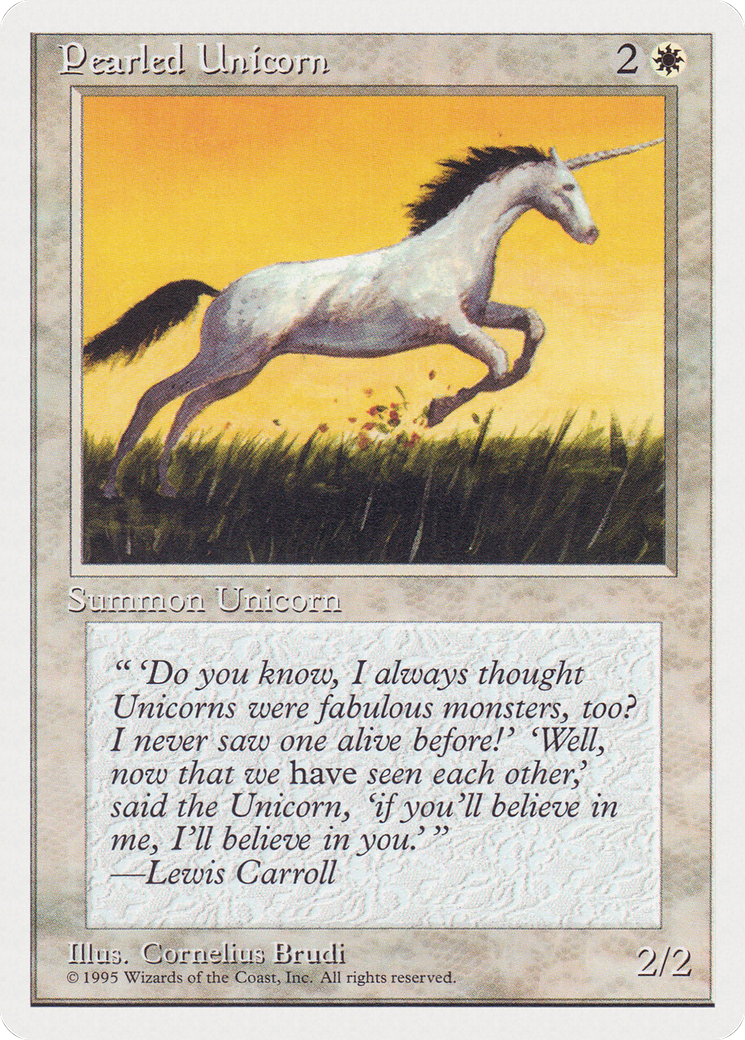 Pearled Unicorn 2
Summon Unicorn
“ ‘Do you know, I always thought
Unicorns were fabulous monsters, too?
I never saw one alive before!’ ‘Well,
now that we have seen each other,’
said the Unicorn, ‘if you’ll believe in
me, I’ll believe in you.’ ”
—Lewis Carroll
Illus. Cornelius Brudi
© 1995 Wizards of the Coast, Inc. All rights reserved.
2/2